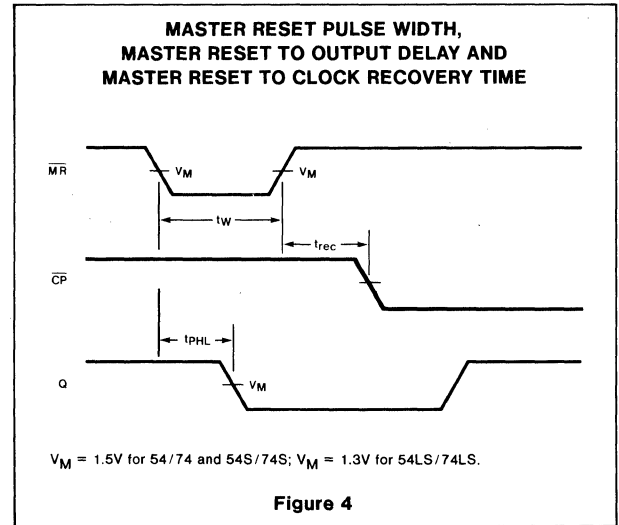 MASTER RESET PULSE WIDTH,
MASTER RESET TO OUTPUT DELAY AND
MASTER RESET TO CLOCK RECOVERY TIME
MR
VM
VM
tW
trec
CP
tPHL
Q
VM
VM = 1.5V for 54/74 and 54S/74S; VM = 1.3V for 54LS/74LS.
Figure 4